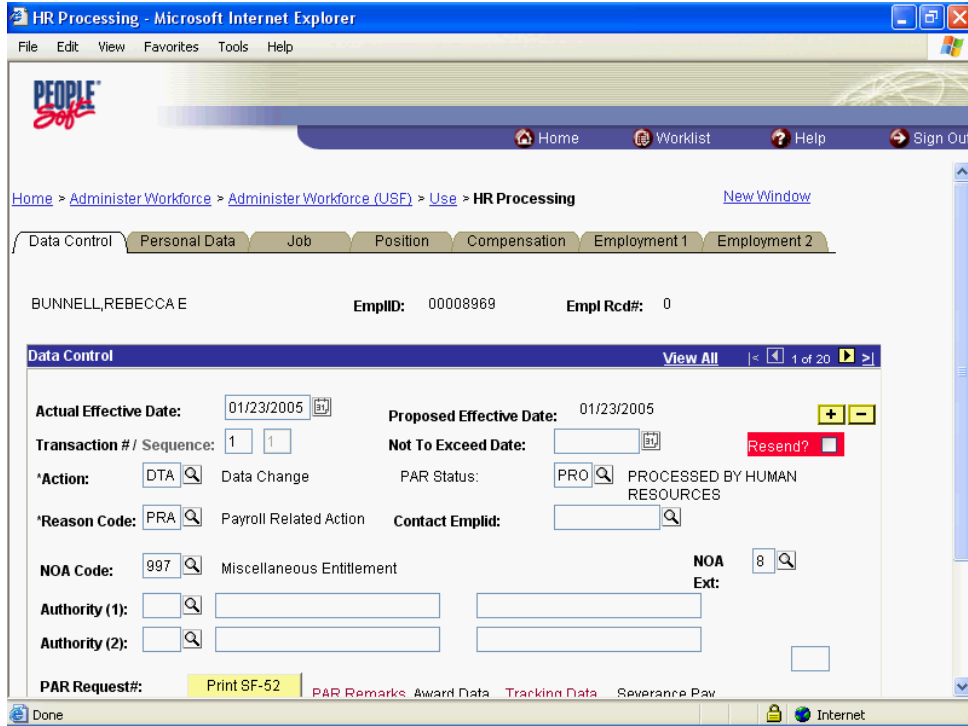 HR Processing - Microsoft Internet Explorer
File Edit View Favorites Tools Help
PEOPLE Soft
Home Worklist Help Sign Out
Home > Administer Workforce > Administer Workforce (USF) > Use > HR Processing New Window
Data Control Personal Data Job Position Compensation Employment 1 Employment 2
BUNNELL,REBECCA E EmplID: 00008969 Empl Rcd#: 0
Data Control View All |< 1 of 20 >|
Actual Effective Date: 01/23/2005 Proposed Effective Date: 01/23/2005 + −
Transaction # / Sequence: 1 1 Not To Exceed Date: Resend?
*Action: DTA Data Change PAR Status: PRO PROCESSED BY HUMAN
RESOURCES
*Reason Code: PRA Payroll Related Action Contact Emplid:
NOA Code: 997 Miscellaneous Entitlement NOA 8
Ext:
Authority (1):
Authority (2):
PAR Request#: Print SF-52 PAR Remarks Award Data Tracking Data Severance Pay
Done Internet